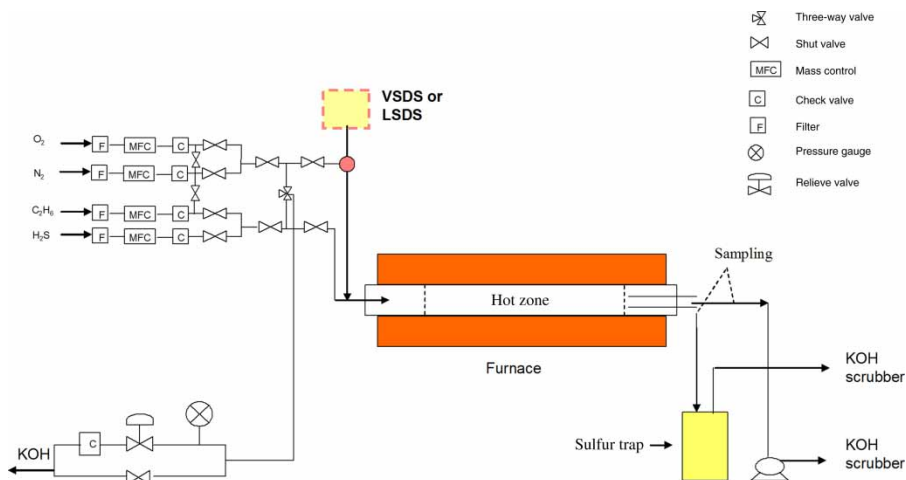 Three-way valve
Shut valve
MFC Mass control
C Check valve
F Filter
Pressure gauge
Relieve valve
VSDS or
LSDS
O2 F MFC C
N2 F MFC C
C2H6 F MFC C
H2S F MFC C
Sampling
Hot zone
Furnace
KOH
scrubber
Sulfur trap
KOH
scrubber
C
KOH